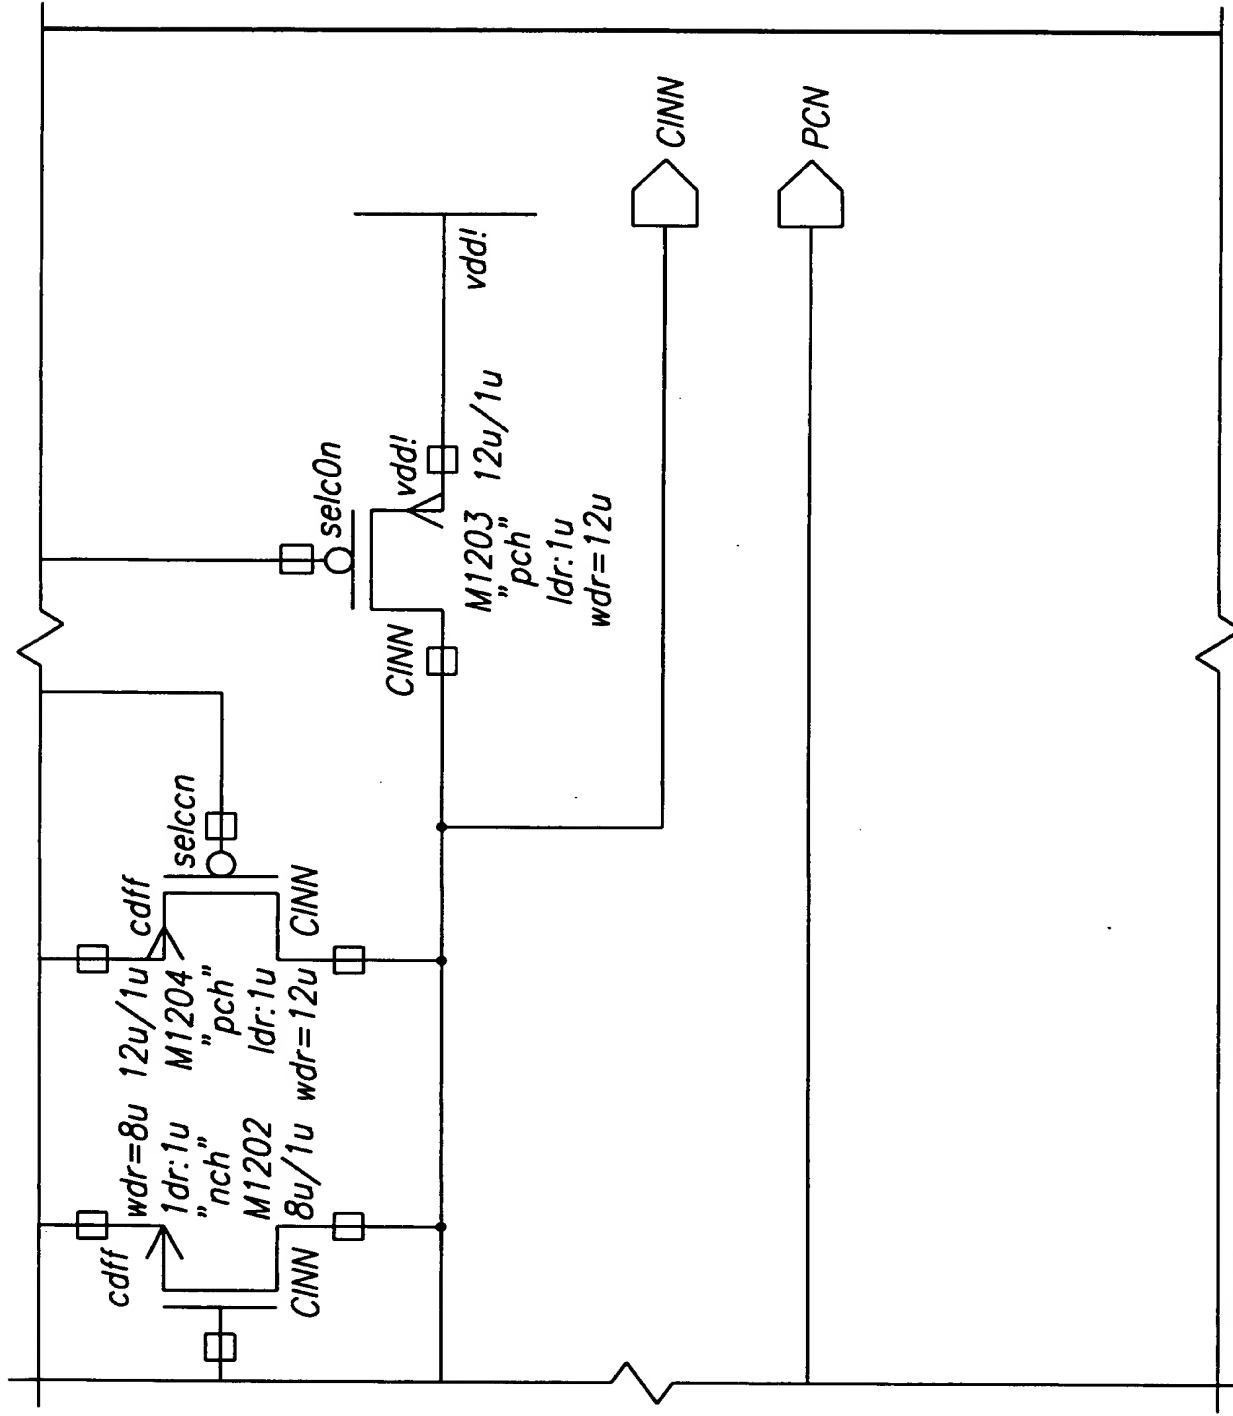 cdff
wdr=8u
1dr:1u
"nch"
M1202
8u/1u
CINN
cdff
12u/1u
M1204
"pch"
ldr:1u
wdr=12u
selccn
CINN
selc0n
vdd!
12u/1u
M1203
"pch"
ldr:1u
wdr=12u
CINN
vdd!
CINN
PCN